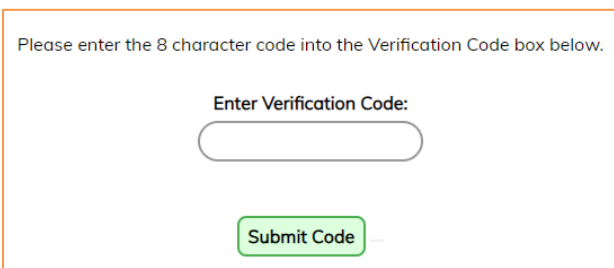 Please enter the 8 character code into the Verification Code box below.
Enter Verification Code:
Submit Code